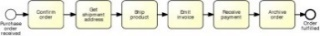 Purchase
order
received
Confirm
order
Get
shipment
address
Ship
product
Emit
invoice
Receive
payment
Archive
order
Order
fulfilled